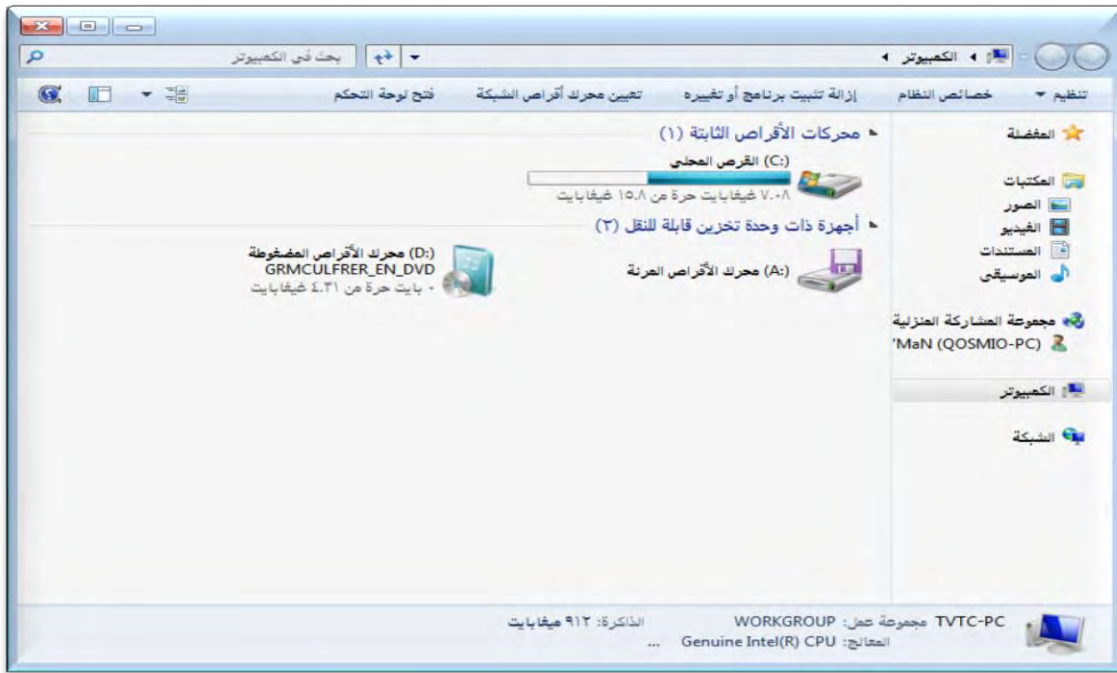 الكمبيوتر
بحث في الكمبيوتر
تنظيم
خصائص النظام
إزالة تثبيت برنامج أو تغييره
تعيين محرك أقراص الشبكة
فتح لوحة التحكم
المفضلة
المكتبات
الصور
الفيديو
المستندات
الموسيقى
مجموعة المشاركة المنزلية
'MaN (QOSMIO-PC)
الكمبيوتر
الشبكة
محركات الأقراص الثابتة (١)
القرص المحلي (C:)
٧.٠٨ غيغابايت حرة من ١٥.٨ غيغابايت
أجهزة ذات وحدة تخزين قابلة للنقل (٢)
محرك الأقراص المرنة (A:)
محرك الأقراص المضغوطة (D:)
GRMCULFRER_EN_DVD
٠ بايت حرة من ٤.٣١ غيغابايت
TVTC-PC مجموعة عمل: WORKGROUP الذاكرة: ٩١٢ ميغابايت
المعالج: Genuine Intel(R) CPU ...